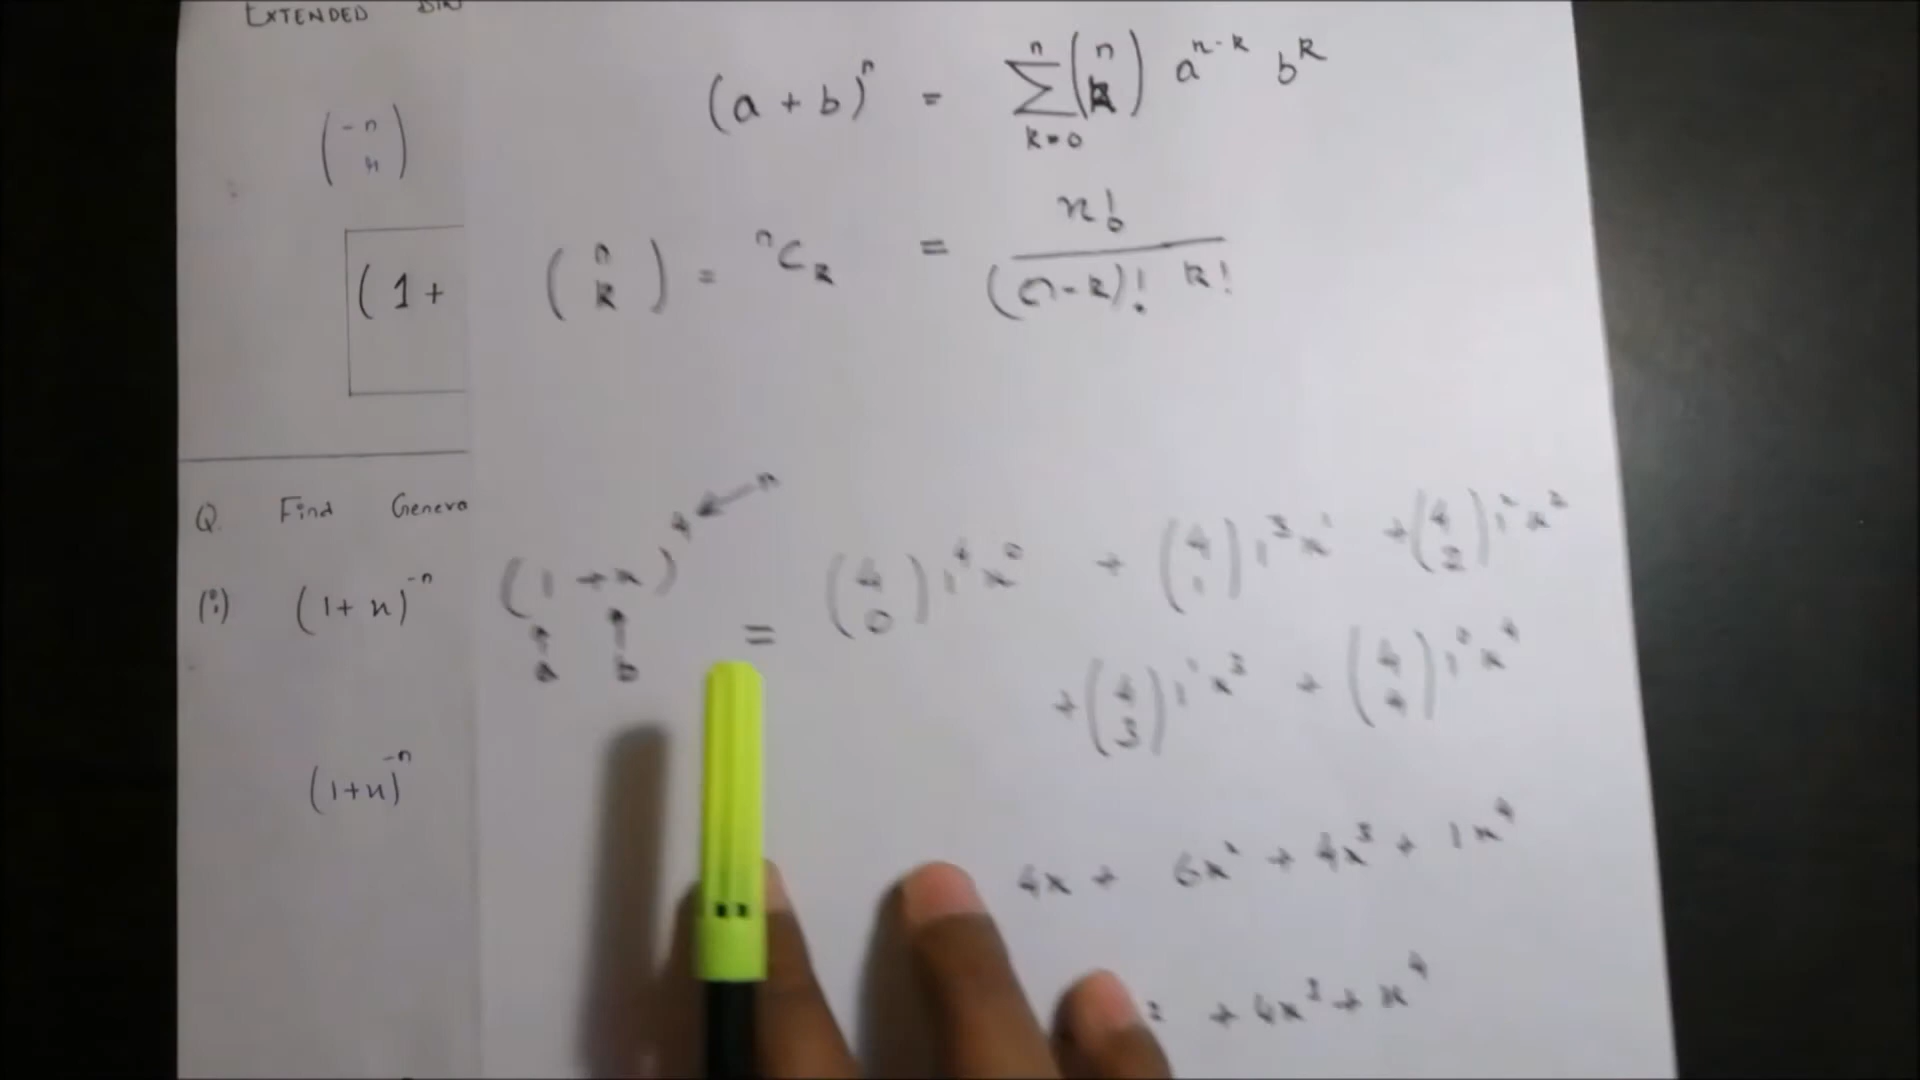 EXTENDED
(-n r)
(1+
Q. Find Genera
(i) (1+x)^-n
(1+x)^-n
(a + b)^n = ∑_{k=0}^{n} (n k) a^{n-k} b^k
(n k) = ^nC_k = n! / (n-k)! k!
(1+x)^4 ← n
a b
= (4 0) 1^4 x^0 + (4 1) 1^3 x^1 + (4 2) 1^2 x^2
+ (4 3) 1^1 x^3 + (4 4) 1^0 x^4
4x + 6x^2 + 4x^3 + 1x^4
2 + 4x^3 + x^4